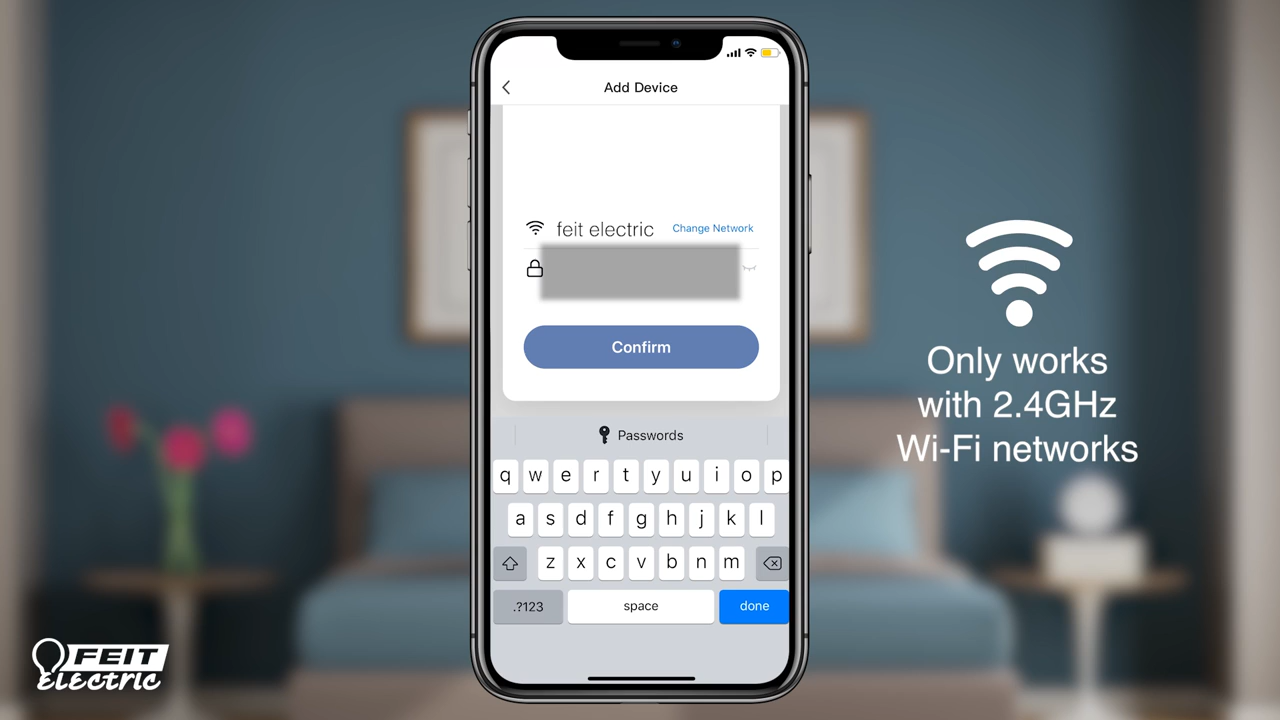 Add Device
feit electric Change Network
Confirm
Passwords
q w e r t y u i o p
a s d f g h j k l
z x c v b n m
.?123 space done
Only works
with 2.4GHz
Wi-Fi networks
FEIT
Electric